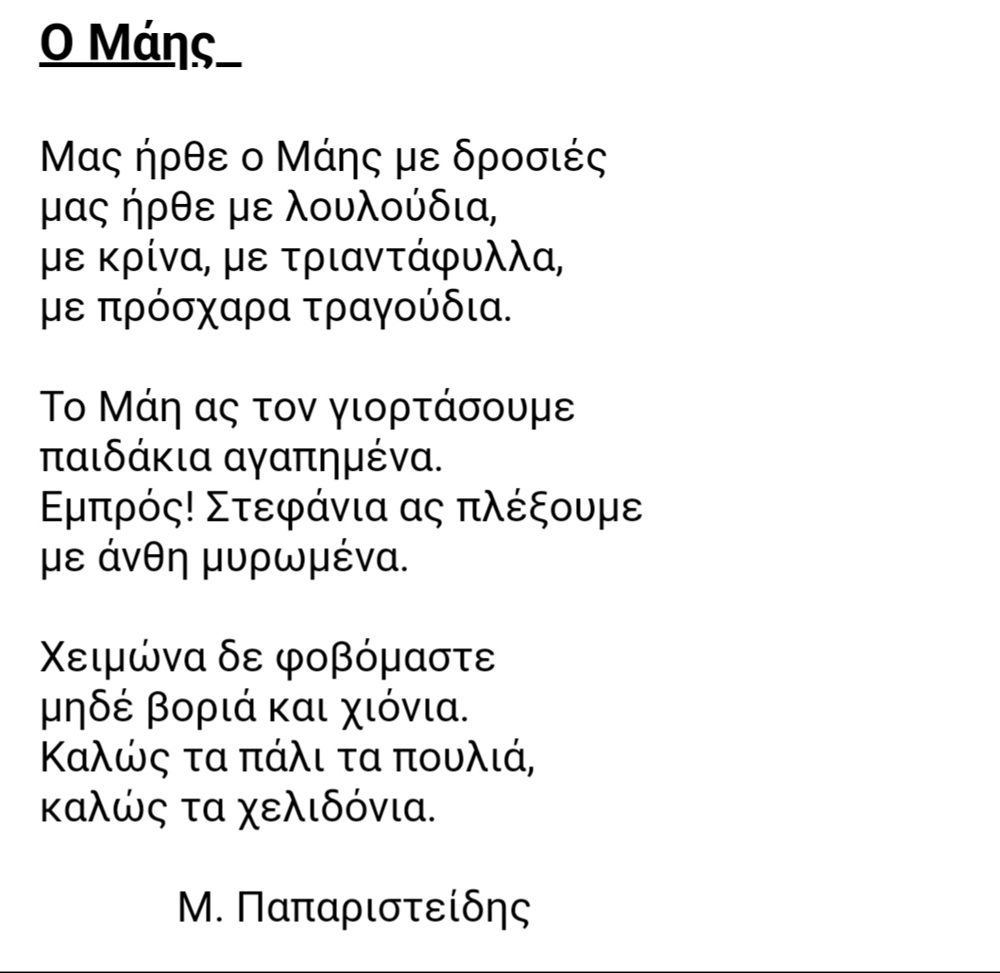 Ο Μάης
Μας ήρθε ο Μάης με δροσιές
μας ήρθε με λουλούδια,
με κρίνα, με τριαντάφυλλα,
με πρόσχαρα τραγούδια.
Το Μάη ας τον γιορτάσουμε
παιδάκια αγαπημένα.
Εμπρός! Στεφάνια ας πλέξουμε
με άνθη μυρωμένα.
Χειμώνα δε φοβόμαστε
μηδέ βοριά και χιόνια.
Καλώς τα πάλι τα πουλιά,
καλώς τα χελιδόνια.
Μ. Παπαριστείδης